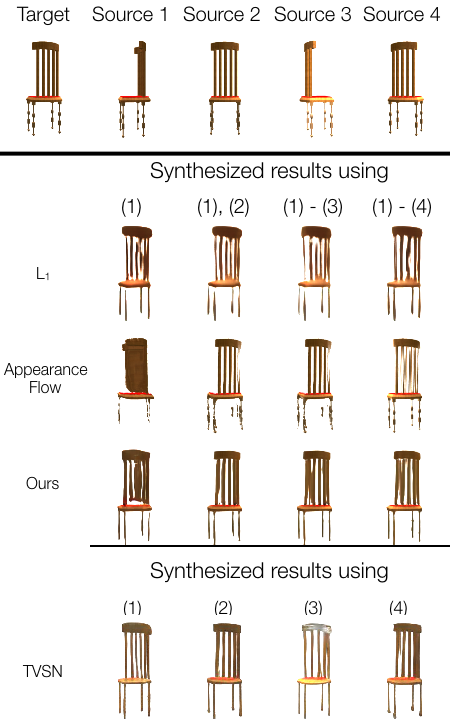 Target Source 1 Source 2 Source 3 Source 4
Synthesized results using
(1) (1), (2) (1) - (3) (1) - (4)
L₁
Appearance
Flow
Ours
Synthesized results using
(1) (2) (3) (4)
TVSN